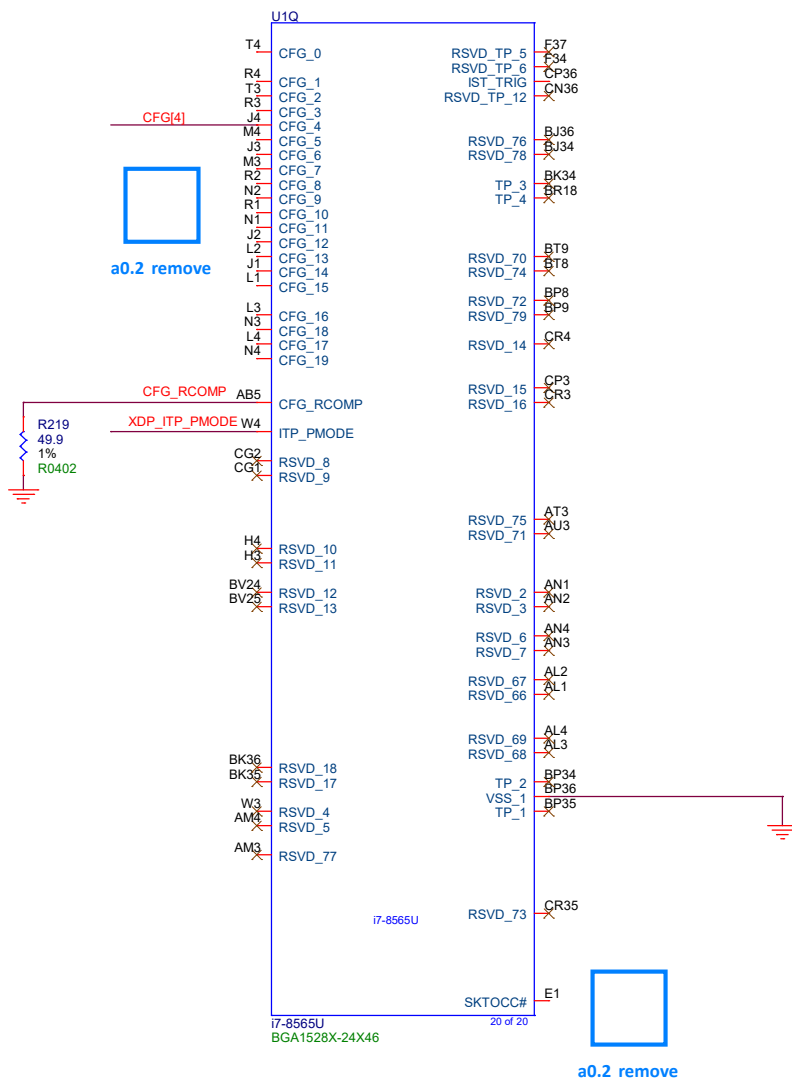 U1Q
T4 CFG_0
R4 CFG_1
T3 CFG_2
R3 CFG_3
CFG[4] J4 CFG_4
M4 CFG_5
J3 CFG_6
M3 CFG_7
R2 CFG_8
N2 CFG_9
R1 CFG_10
N1 CFG_11
J2 CFG_12
L2 CFG_13
J1 CFG_14
L1 CFG_15
L3 CFG_16
N3 CFG_18
L4 CFG_17
N4 CFG_19
a0.2 remove
CFG_RCOMP AB5 CFG_RCOMP
XDP_ITP_PMODE W4 ITP_PMODE
R219
49.9
1%
R0402
CG2 RSVD_8
CG1 RSVD_9
H4 RSVD_10
H3 RSVD_11
BV24 RSVD_12
BV25 RSVD_13
BK36 RSVD_18
BK35 RSVD_17
W3 RSVD_4
AM4 RSVD_5
AM3 RSVD_77
RSVD_TP_5 F37
RSVD_TP_6 F34
IST_TRIG CP36
RSVD_TP_12 CN36
RSVD_76 BJ36
RSVD_78 BJ34
TP_3 BK34
TP_4 BR18
RSVD_70 BT9
RSVD_74 BT8
RSVD_72 BP8
RSVD_79 BP9
RSVD_14 CR4
RSVD_15 CP3
RSVD_16 CR3
RSVD_75 AT3
RSVD_71 AU3
RSVD_2 AN1
RSVD_3 AN2
RSVD_6 AN4
RSVD_7 AN3
RSVD_67 AL2
RSVD_66 AL1
RSVD_69 AL4
RSVD_68 AL3
TP_2 BP34
VSS_1 BP36
TP_1 BP35
RSVD_73 CR35
i7-8565U
SKTOCC# E1
i7-8565U 20 of 20
BGA1528X-24X46
a0.2 remove